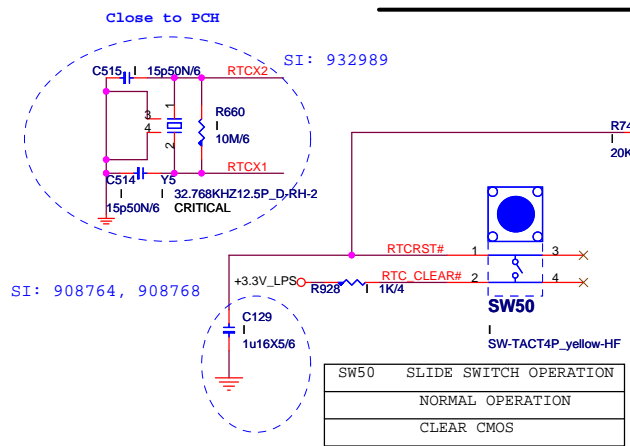 Close to PCH
SI: 932989
C515
15p50N/6
RTCX2
1
3
4
2
R660
10M/6
RTCX1
C514
Y5
32.768KHZ12.5P_D-RH-2
15p50N/6
CRITICAL
R74
20K
RTCRST#
1
3
SI: 908764, 908768
+3.3V_LPS
R928
1K/4
RTC_CLEAR#
2
4
SW50
C129
1u16X5/6
SW-TACT4P_yellow-HF
SW50 SLIDE SWITCH OPERATION
NORMAL OPERATION
CLEAR CMOS